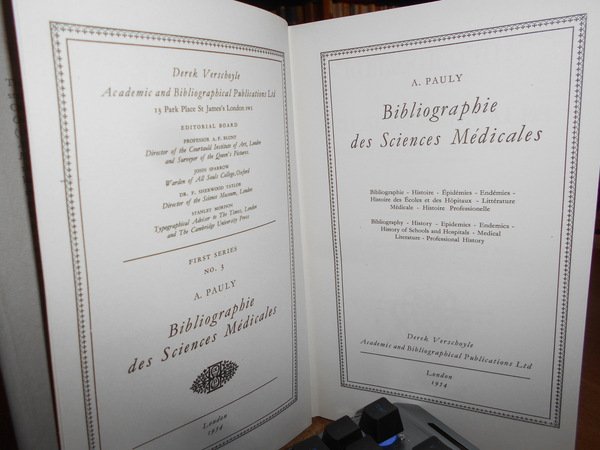 Derek Verschoyle
Academic and Bibliographical Publications Ltd
13 Park Place St James's London SW1
EDITORIAL BOARD
PROFESSOR A. F. BLUNT
Director of the Courtauld Institute of Art, London
and Surveyor of the Queen's Pictures.
JOHN SPARROW
Warden of All Souls College, Oxford
DR. F. SHERWOOD TAYLOR
Director of the Science Museum, London
STANLEY MORISON
Typographical Adviser to The Times, London
and The Cambridge University Press
FIRST SERIES
NO. 3
A. PAULY
Bibliographie
des Sciences Médicales
London
1954
A. PAULY
Bibliographie
des Sciences Médicales
Bibliographie - Histoire - Épidémies - Endémies -
Histoire des Écoles et des Hôpitaux - Littérature
Médicale - Histoire Professionelle
Bibliography - History - Epidemics - Endemics -
History of Schools and Hospitals - Medical
Literature - Professional History
Derek Verschoyle
Academic and Bibliographical Publications Ltd
London
1954